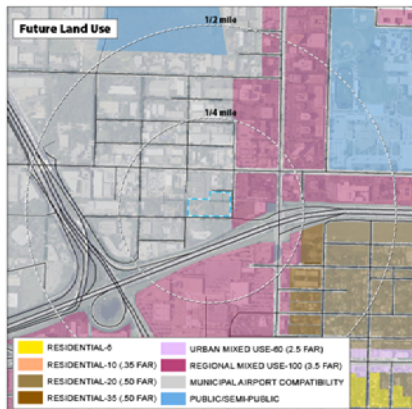 Future Land Use
1/2 mile
1/4 mile
RESIDENTIAL-6
RESIDENTIAL-10 (.35 FAR)
RESIDENTIAL-20 (.50 FAR)
RESIDENTIAL-35 (.50 FAR)
URBAN MIXED USE-60 (2.5 FAR)
REGIONAL MIXED USE-100 (3.5 FAR)
MUNICIPAL AIRPORT COMPATIBILITY
PUBLIC/SEMI-PUBLIC